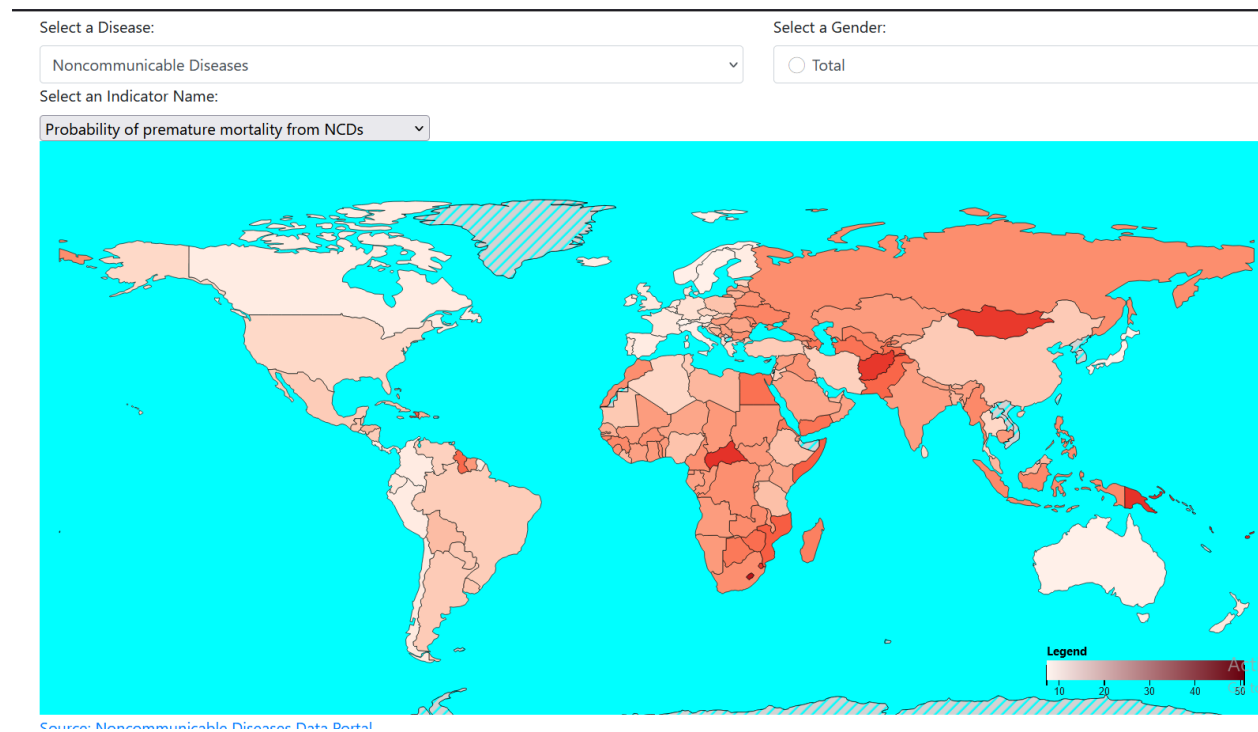 Select a Disease:
Select a Gender:
Noncommunicable Diseases
Total
Select an Indicator Name:
Probability of premature mortality from NCDs
Legend
10 20 30 40 50
Source: Noncommunicable Diseases Data Portal